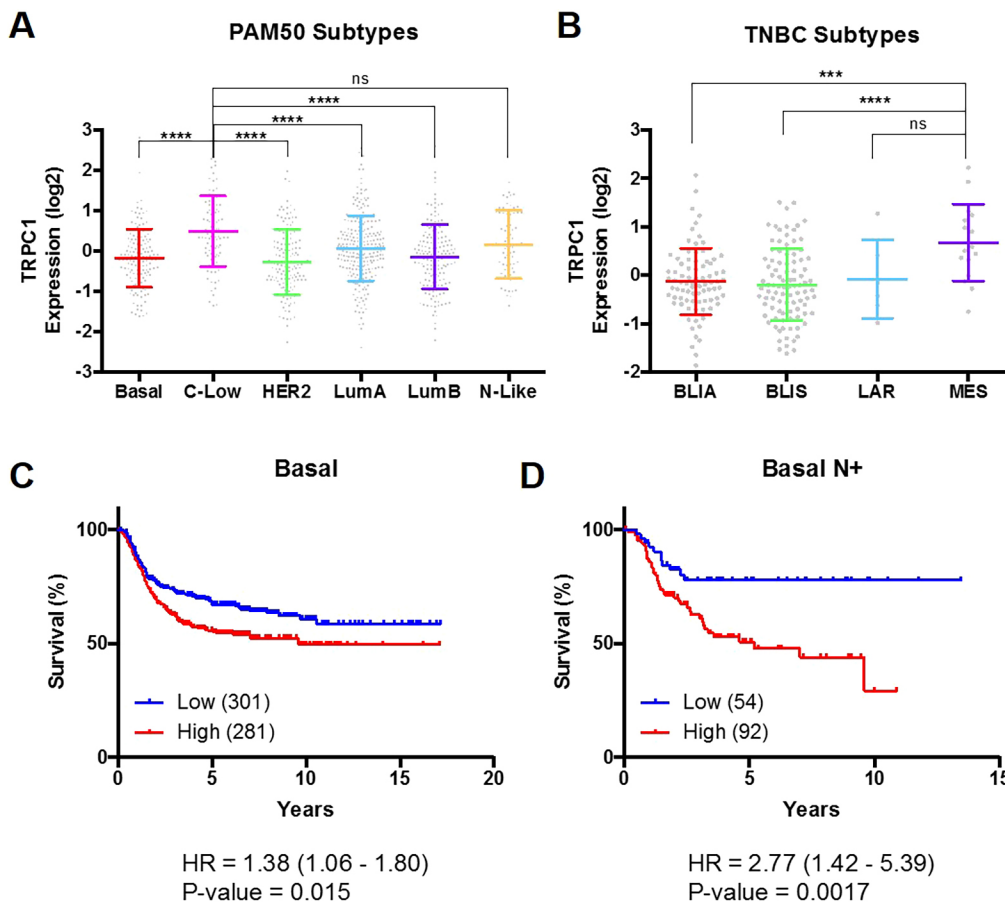 A
PAM50 Subtypes
ns
****
****
****
****
3
2
1
0
-1
-2
-3
TRPC1
Expression (log2)
Basal
C-Low
HER2
LumA
LumB
N-Like
B
TNBC Subtypes
***
****
ns
3
2
1
0
-1
-2
TRPC1
Expression (log2)
BLIA
BLIS
LAR
MES
C
Basal
100
50
0
Survival (%)
Low (301)
High (281)
0
5
10
15
20
Years
HR = 1.38 (1.06 - 1.80)
P-value = 0.015
D
Basal N+
100
50
0
Survival (%)
Low (54)
High (92)
0
5
10
15
Years
HR = 2.77 (1.42 - 5.39)
P-value = 0.0017